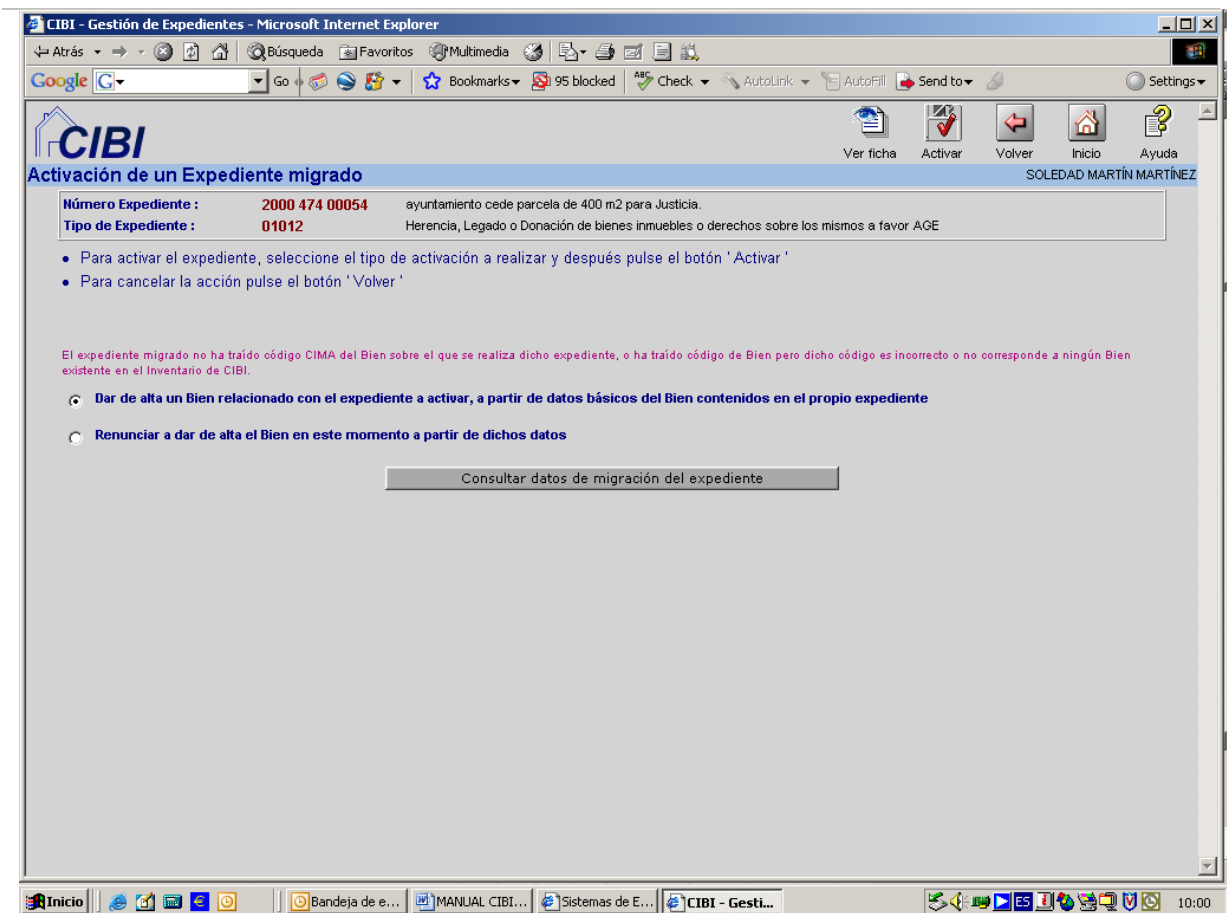 CIBI - Gestión de Expedientes - Microsoft Internet Explorer
Atrás Búsqueda Favoritos Multimedia
Google G Go Bookmarks 95 blocked ABC Check AutoLink AutoFill Send to Settings
CIBI
Ver ficha Activar Volver Inicio Ayuda
Activación de un Expediente migrado SOLEDAD MARTÍN MARTÍNEZ
Número Expediente : 2000 474 00054 ayuntamiento cede parcela de 400 m2 para Justicia.
Tipo de Expediente : 01012 Herencia, Legado o Donación de bienes inmuebles o derechos sobre los mismos a favor AGE
• Para activar el expediente, seleccione el tipo de activación a realizar y después pulse el botón ' Activar '
• Para cancelar la acción pulse el botón ' Volver '
El expediente migrado no ha traído código CIMA del Bien sobre el que se realiza dicho expediente, o ha traído código de Bien pero dicho código es incorrecto o no corresponde a ningún Bien
existente en el Inventario de CIBI.
Dar de alta un Bien relacionado con el expediente a activar, a partir de datos básicos del Bien contenidos en el propio expediente
Renunciar a dar de alta el Bien en este momento a partir de dichos datos
Consultar datos de migración del expediente
Inicio Bandeja de e... MANUAL CIBI... Sistemas de E... CIBI - Gesti... ES 10:00